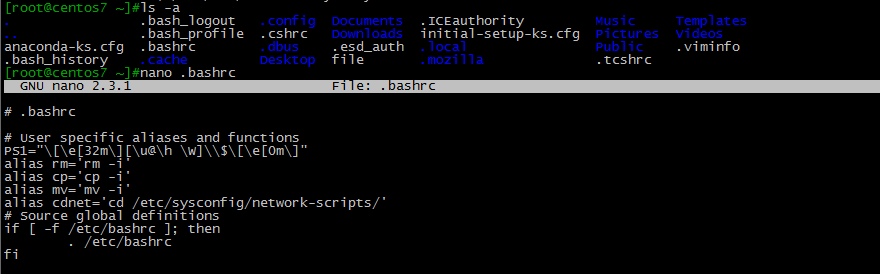 [root@centos7 ~]#ls -a
. .bash_logout .config Documents .ICEauthority Music Templates
.. .bash_profile .cshrc Downloads initial-setup-ks.cfg Pictures Videos
anaconda-ks.cfg .bashrc .dbus .esd_auth .local Public .viminfo
.bash_history .cache Desktop file .mozilla .tcshrc
[root@centos7 ~]#nano .bashrc
GNU nano 2.3.1 File: .bashrc
# .bashrc
# User specific aliases and functions
PS1="\[\e[32m\][\u@\h \W]\\$\[\e[0m\]"
alias rm='rm -i'
alias cp='cp -i'
alias mv='mv -i'
alias cdnet='cd /etc/sysconfig/network-scripts/'
# Source global definitions
if [ -f /etc/bashrc ]; then
. /etc/bashrc
fi